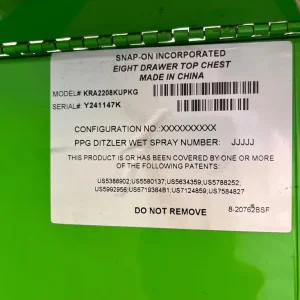 SNAP-ON INCORPORATED
EIGHT DRAWER TOP CHEST
MADE IN CHINA
MODEL# KRA2208KUPKG
SERIAL#: Y241147K
CONFIGURATION NO.:XXXXXXXXXX
PPG DITZLER WET SPRAY NUMBER: JJJJJ
THIS PRODUCT IS OR HAS BEEN COVERED BY ONE OR MORE
OF THE FOLLOWING PATENTS:
US5388902;US5580137;US5634359;US5788252;
US5992956;US6719384B1;US7124859;US7584827
DO NOT REMOVE
8-20762BSF